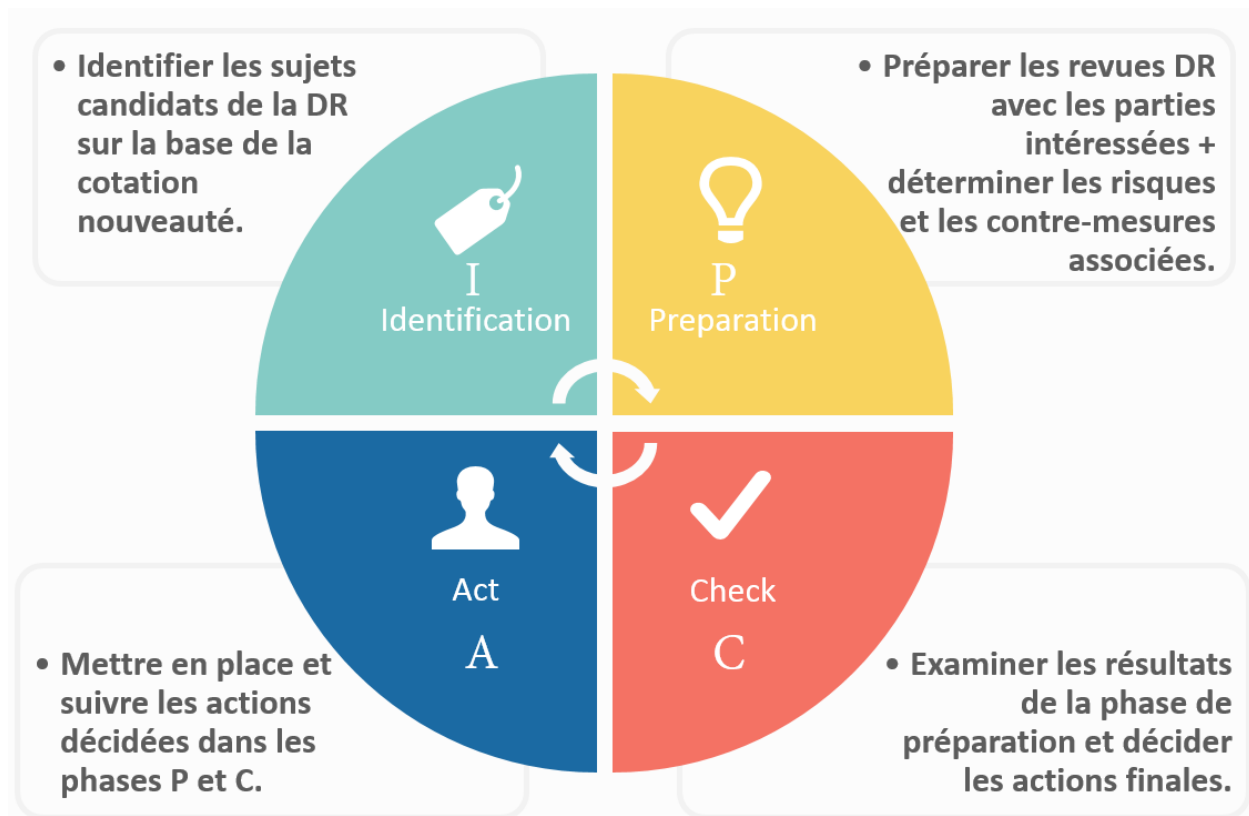 • Identifier les sujets
candidats de la DR
sur la base de la
cotation
nouveauté.
• Préparer les revues DR
avec les parties
intéressées +
déterminer les risques
et les contre-mesures
associées.
I
Identification
P
Preparation
Act
A
Check
C
• Mettre en place et
suivre les actions
décidées dans les
phases P et C.
• Examiner les résultats
de la phase de
préparation et décider
les actions finales.